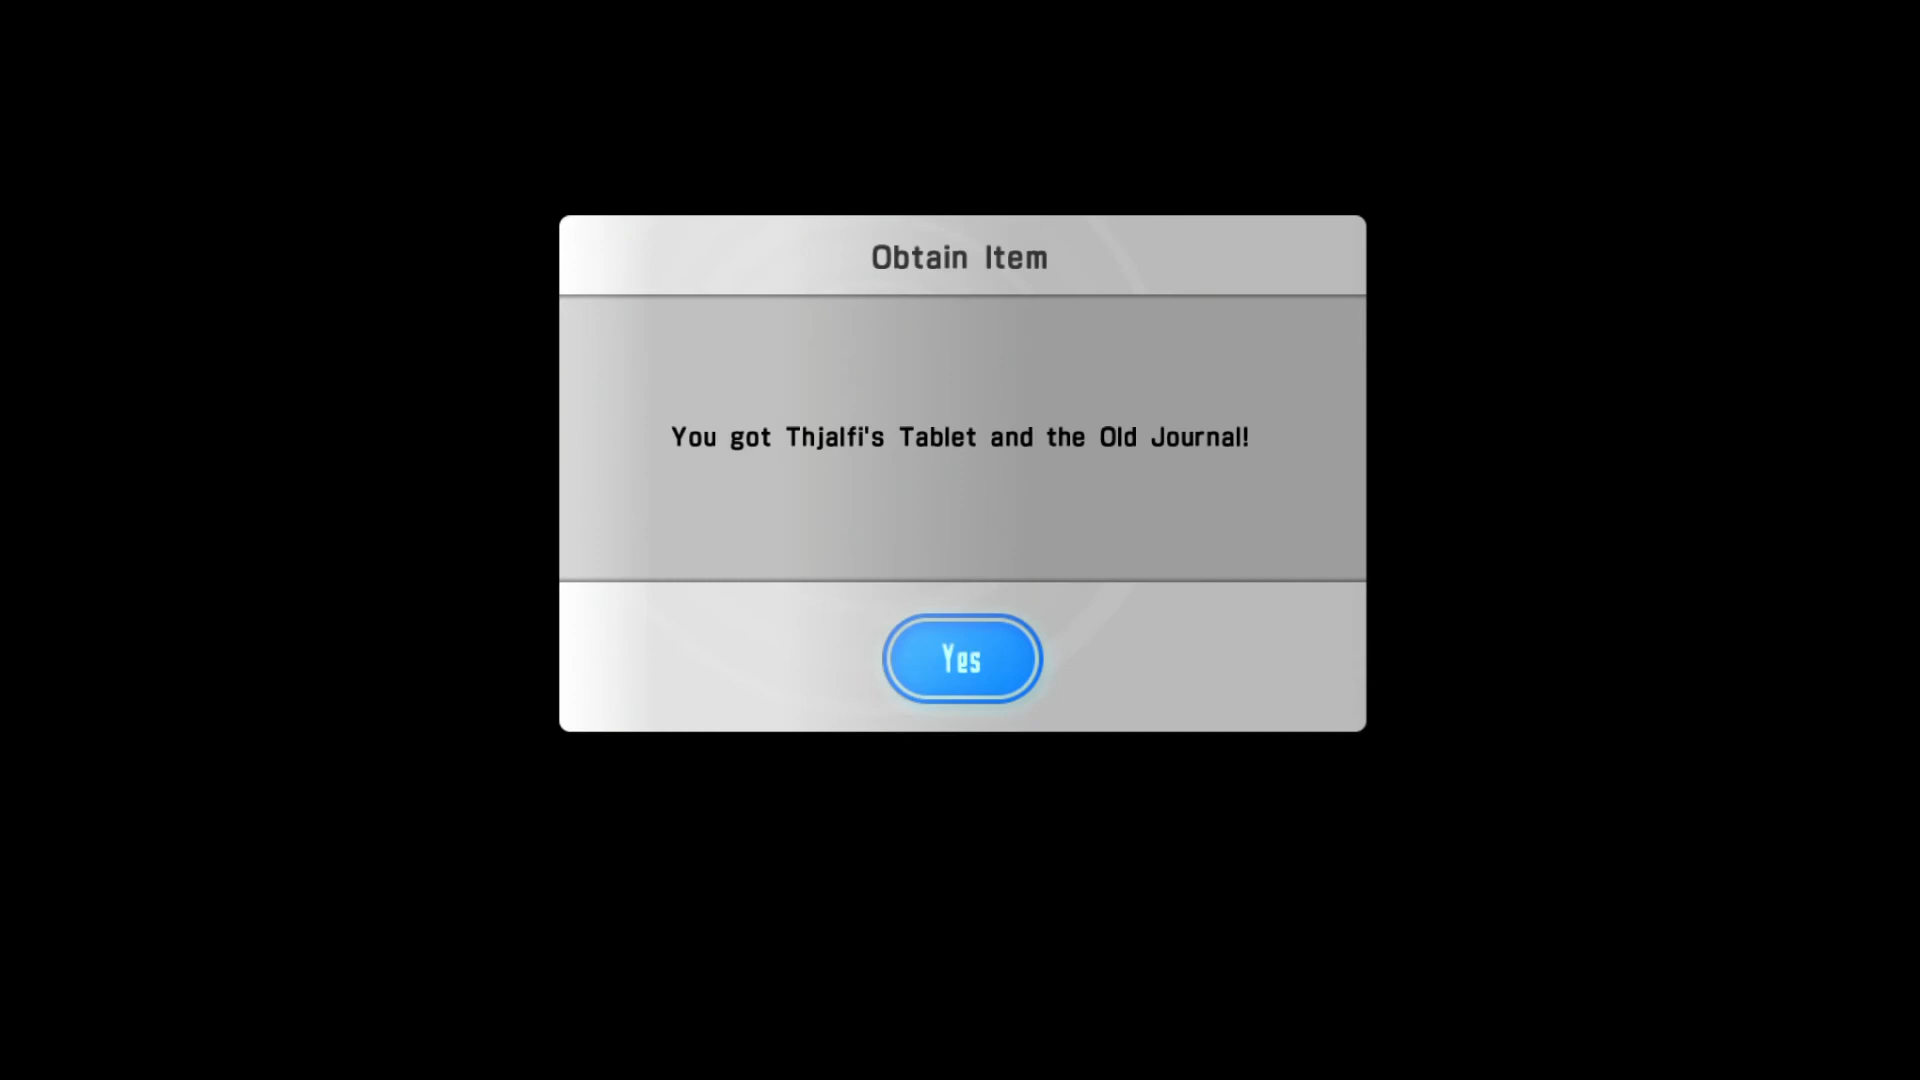 Obtain Item
You got Thjalfi's Tablet and the Old Journal!
Yes